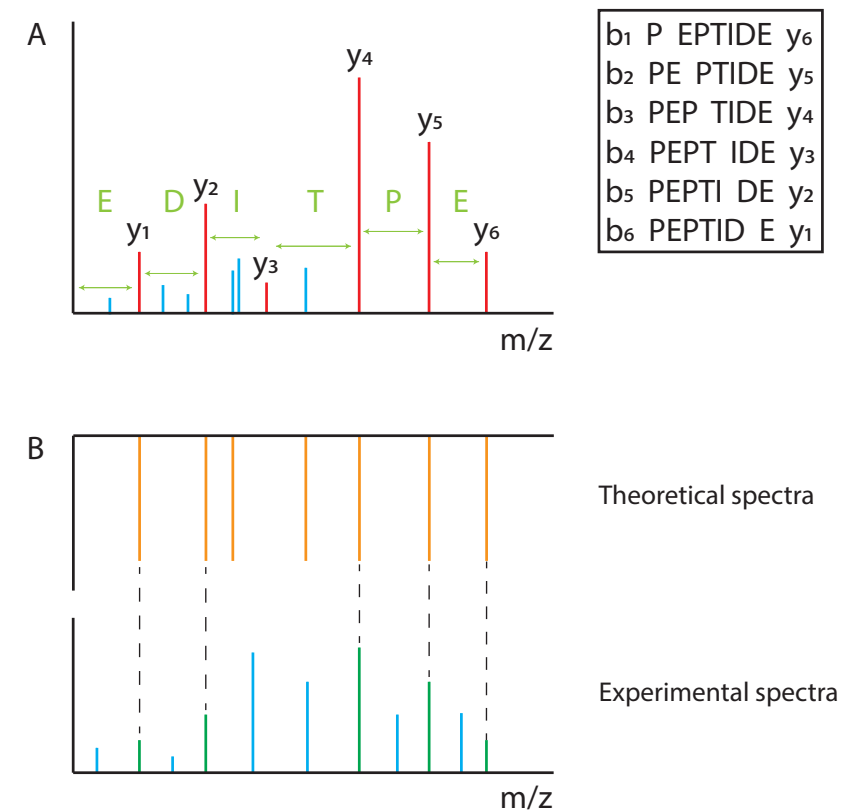 A
y₄
y₅
E D y₂ I T P E
y₁ y₃ y₆
m/z
b₁ P EPTIDE y₆
b₂ PE PTIDE y₅
b₃ PEP TIDE y₄
b₄ PEPT IDE y₃
b₅ PEPTI DE y₂
b₆ PEPTID E y₁
B
Theoretical spectra
Experimental spectra
m/z